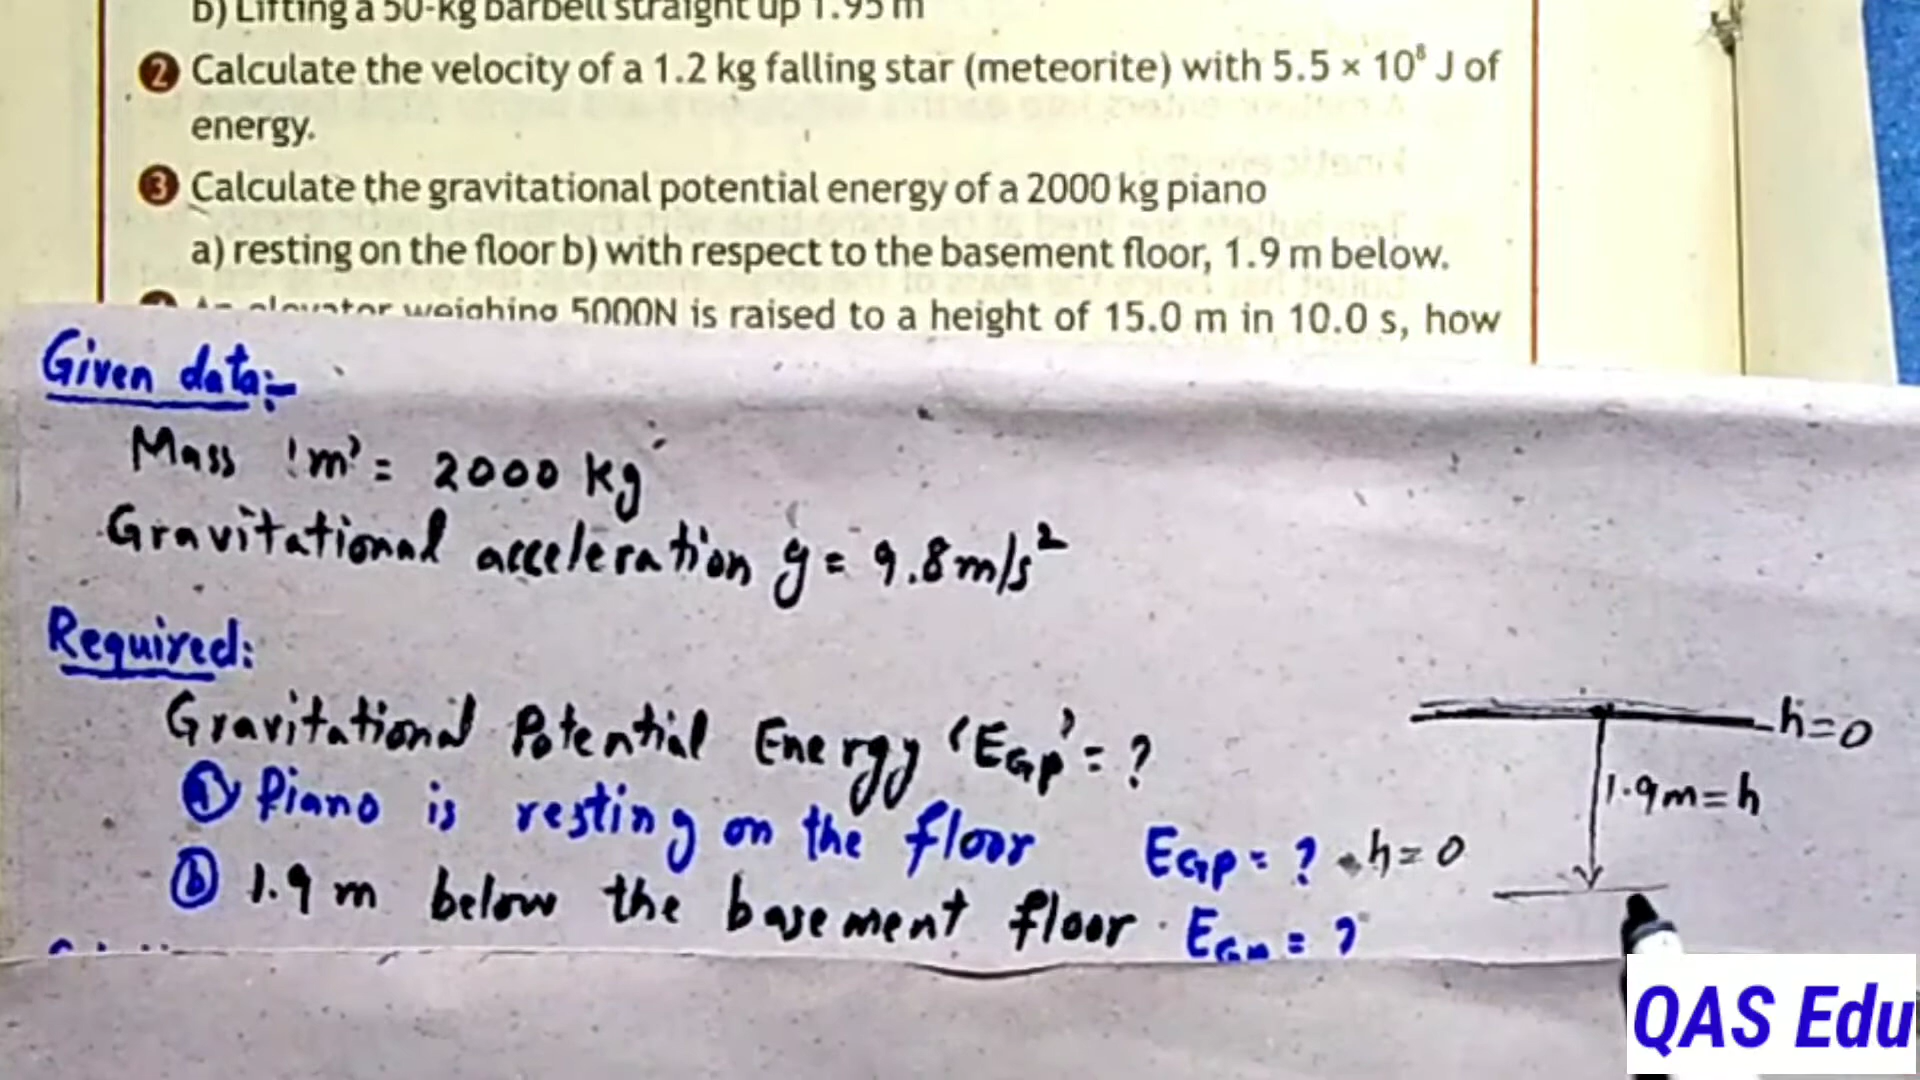 b) Lifting a 50-kg barbell straight up 1.95 m
2 Calculate the velocity of a 1.2 kg falling star (meteorite) with 5.5 × 10⁸ J of
energy.
3 Calculate the gravitational potential energy of a 2000 kg piano
a) resting on the floor b) with respect to the basement floor, 1.9 m below.
An elevator weighing 5000N is raised to a height of 15.0 m in 10.0 s, how
Given data:-
Mass 'm' = 2000 kg
Gravitational acceleration g = 9.8 m/s²
Required:
Gravitational Potential Energy 'EGP' = ?
a Piano is resting on the floor EGP = ? h = 0
b 1.9 m below the basement floor. EGP = ?
h=0
1.9m=h
QAS Edu